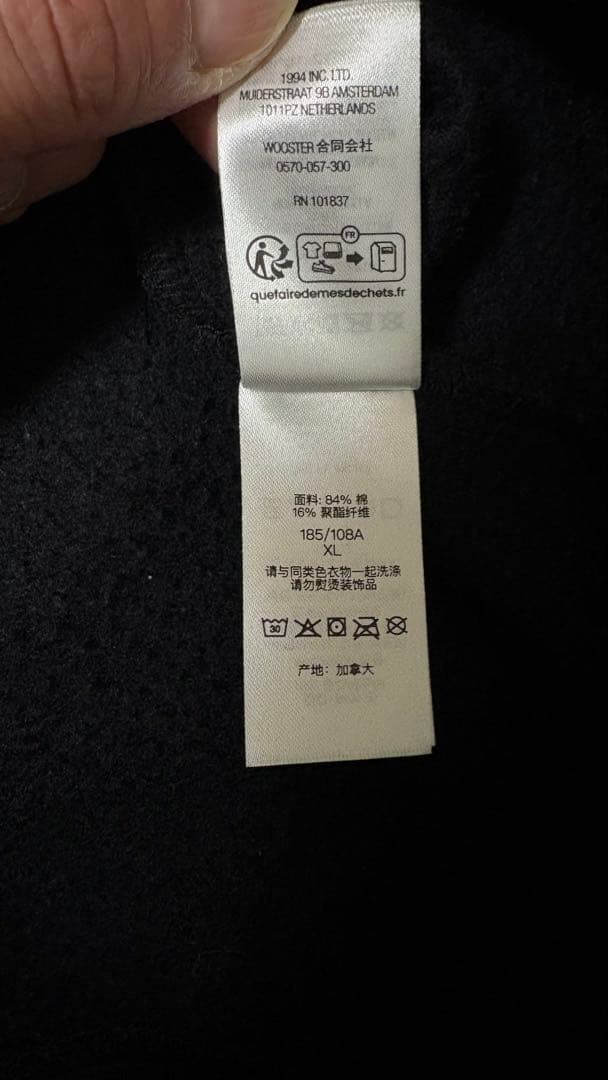 1994 INC. LTD.
MUIDERSTRAAT 9B AMSTERDAM
1011PZ NETHERLANDS
WOOSTER 合同会社
0570-057-300
RN 101837
FR
quefairedemesdechets.fr
面料: 84% 棉
16% 聚酯纤维
185/108A
XL
请与同类色衣物一起洗涤
请勿熨烫装饰品
30
产地: 加拿大